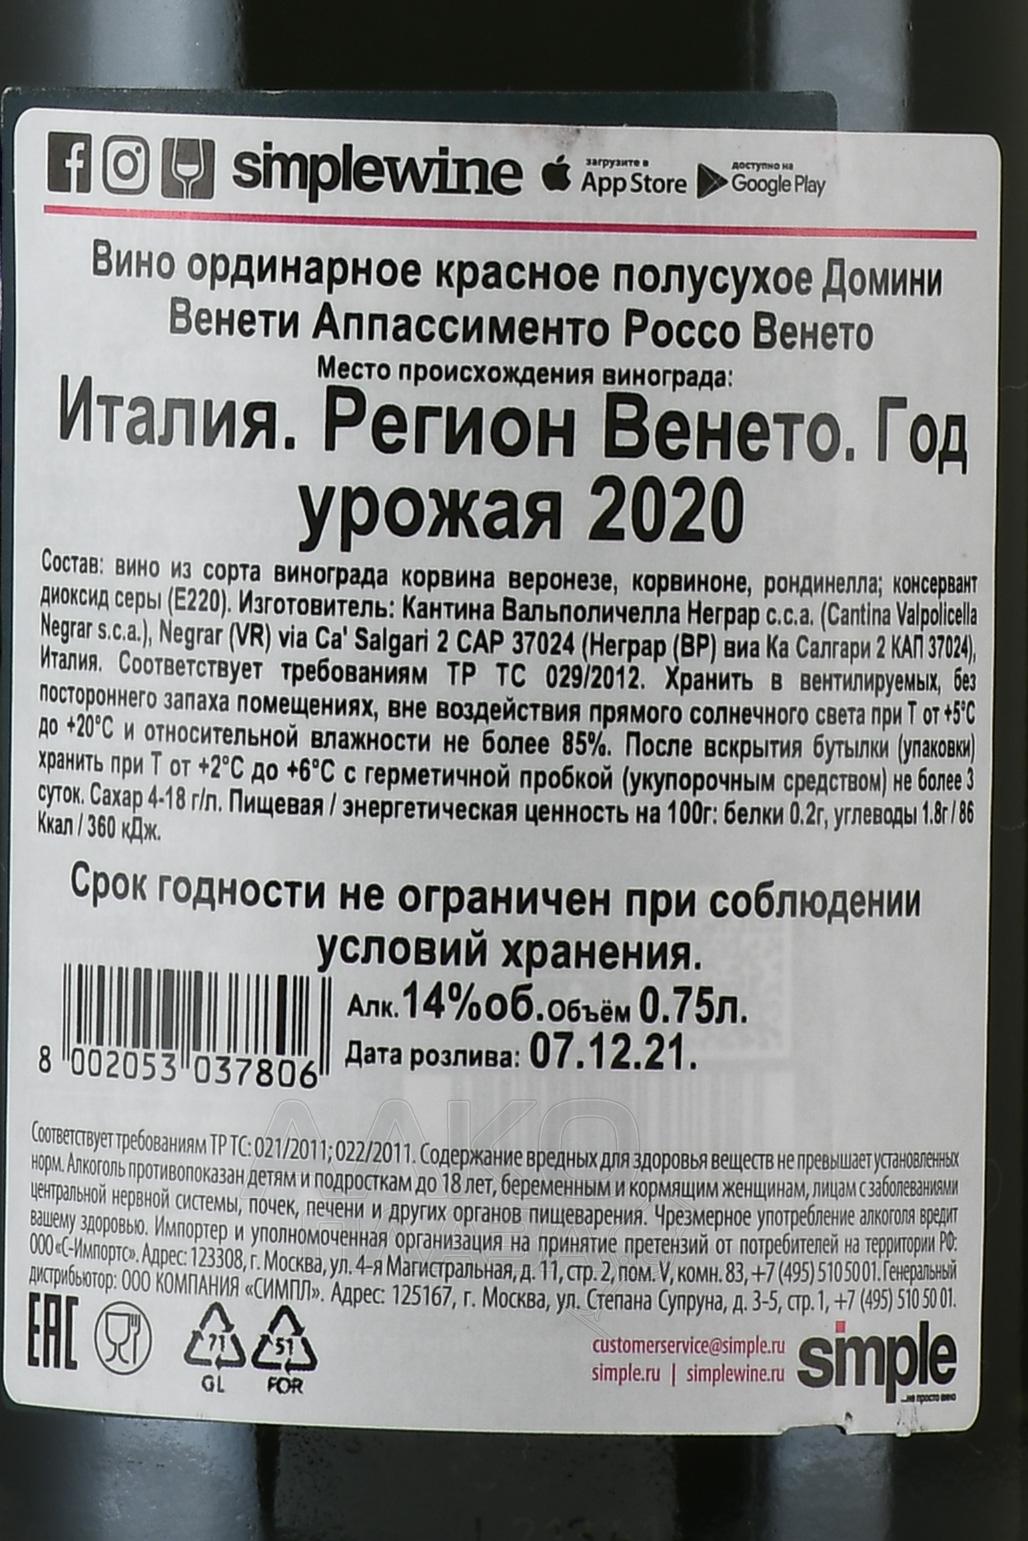 simplewine загрузите в App Store доступно на Google Play
Вино ординарное красное полусухое Домини
Венети Аппассименто Россо Венето
Место происхождения винограда:
Италия. Регион Венето. Год
урожая 2020
Состав: вино из сорта винограда корвина веронезе, корвиноне, рондинелла; консервант
диоксид серы (Е220). Изготовитель: Кантина Вальполичелла Неграр с.с.а. (Cantina Valpolicella
Negrar s.c.a.), Negrar (VR) via Ca' Salgari 2 CAP 37024 (Неграр (ВР) виа Ка Салгари 2 КАП 37024),
Италия. Соответствует требованиям ТР ТС 029/2012. Хранить в вентилируемых, без
постороннего запаха помещениях, вне воздействия прямого солнечного света при Т от +5°С
до +20°С и относительной влажности не более 85%. После вскрытия бутылки (упаковки)
хранить при Т от +2°С до +6°С с герметичной пробкой (укупорочным средством) не более 3
суток. Сахар 4-18 г/л. Пищевая / энергетическая ценность на 100г: белки 0.2г, углеводы 1.8г / 86
Ккал / 360 кДж.
Срок годности не ограничен при соблюдении
условий хранения.
Алк. 14%об. Объём 0.75л.
Дата розлива: 07.12.21.
8 002053 037806
Соответствует требованиям ТР ТС: 021/2011; 022/2011. Содержание вредных для здоровья веществ не превышает установленных
норм. Алкоголь противопоказан детям и подросткам до 18 лет, беременным и кормящим женщинам, лицам с заболеваниями
центральной нервной системы, почек, печени и других органов пищеварения. Чрезмерное употребление алкоголя вредит
вашему здоровью. Импортер и уполномоченная организация на принятие претензий от потребителей на территории РФ:
ООО «С-Импортс». Адрес: 123308, г. Москва, ул. 4-я Магистральная, д. 11, стр. 2, пом. V, комн. 83, +7 (495) 510 50 01. Генеральный
дистрибьютор: ООО КОМПАНИЯ «СИМПЛ». Адрес: 125167, г. Москва, ул. Степана Супруна, д. 3-5, стр. 1, +7 (495) 510 50 01.
ЕАС
71
GL
51
FOR
customerservice@simple.ru
simple.ru | simplewine.ru
simple
...не просто вино